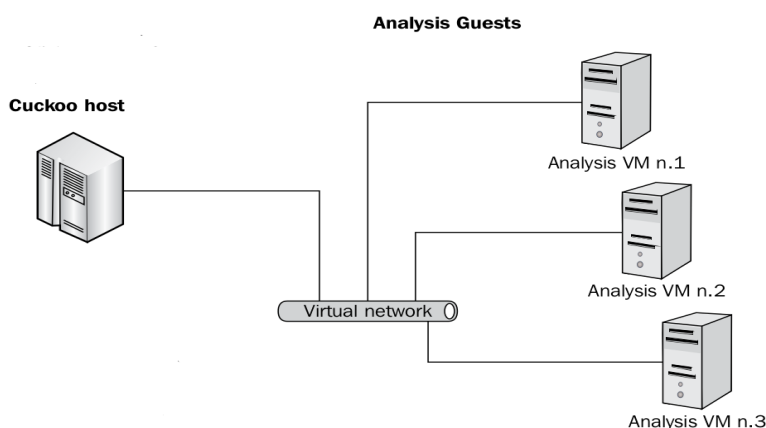 Analysis Guests
Cuckoo host
Analysis VM n.1
Analysis VM n.2
Virtual network
Analysis VM n.3